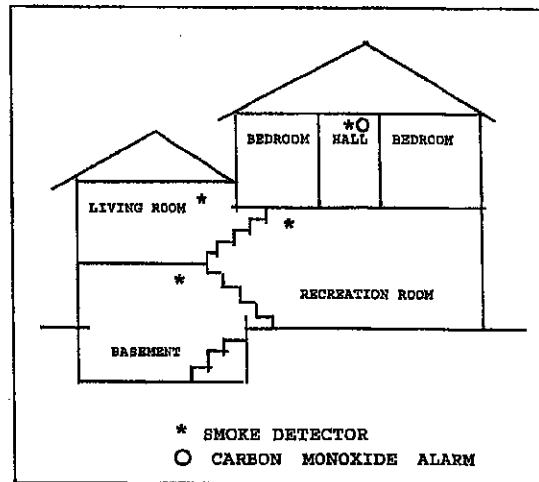 BEDROOM HALL BEDROOM
*O
LIVING ROOM *
*
*
RECREATION ROOM
BASEMENT
* SMOKE DETECTOR
O CARBON MONOXIDE ALARM